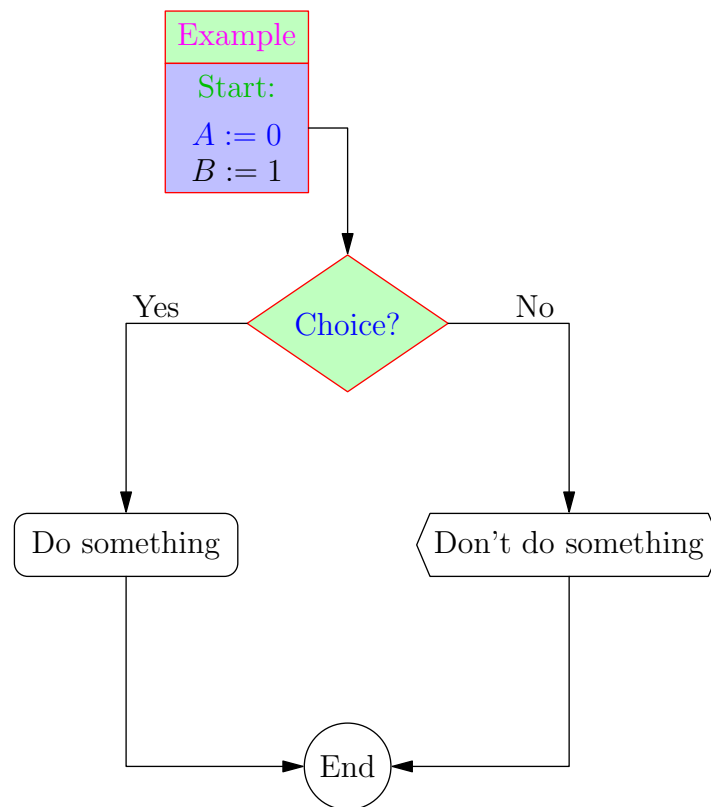 Example
Start:
A := 0
B := 1
Yes
No
Choice?
Do something
Don't do something
End